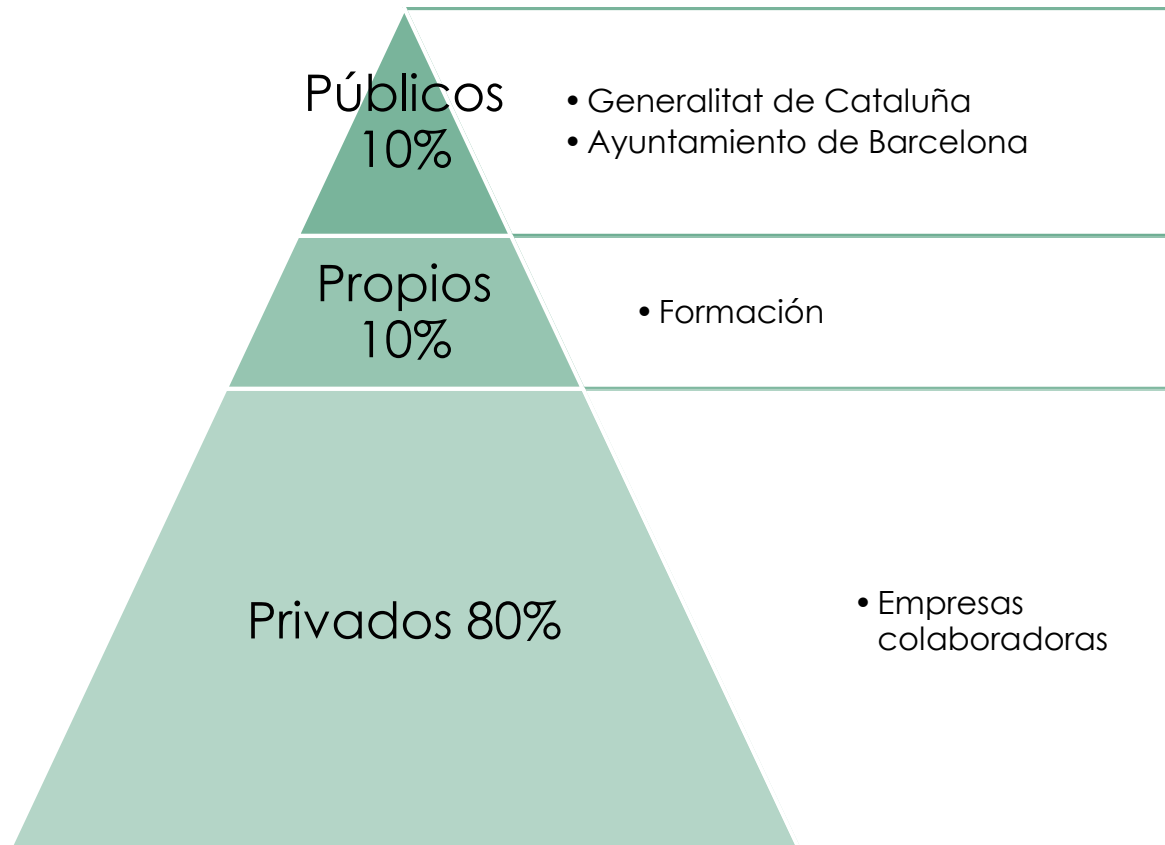 Públicos
10%
• Generalitat de Cataluña
• Ayuntamiento de Barcelona
Propios
10%
• Formación
Privados 80%
• Empresas
colaboradoras